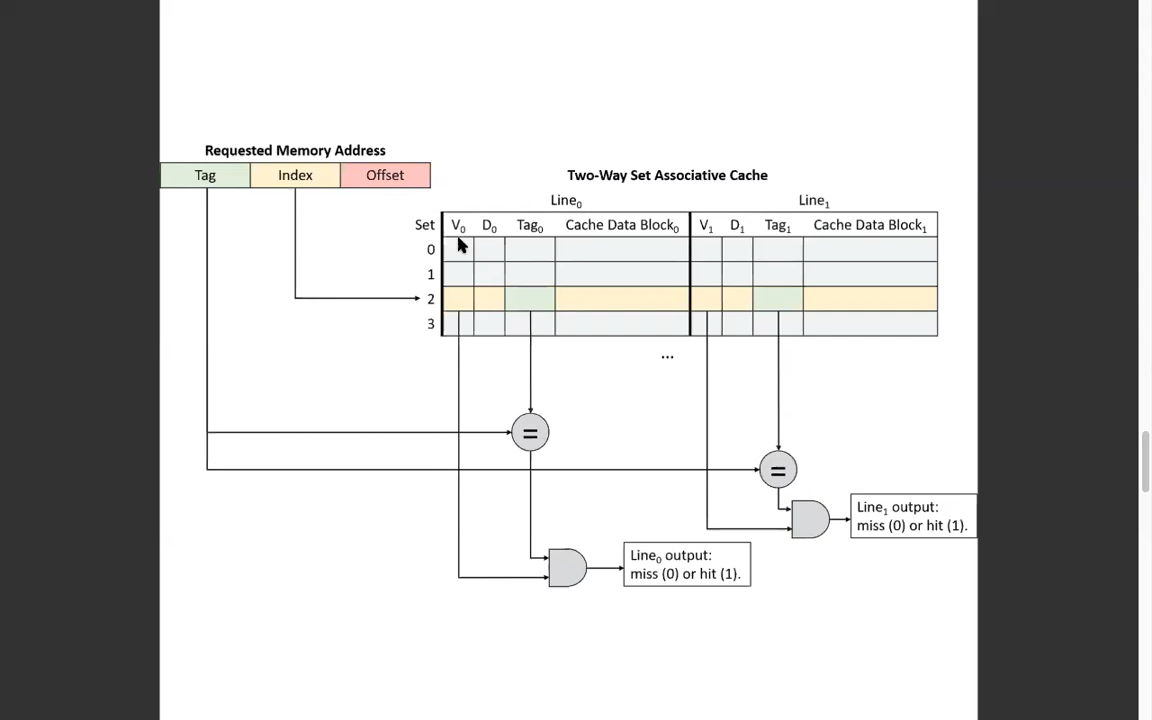 Requested Memory Address
Tag Index Offset
Two-Way Set Associative Cache
Line₀ Line₁
Set V₀ D₀ Tag₀ Cache Data Block₀ V₁ D₁ Tag₁ Cache Data Block₁
0
1
2
3
...
=
=
Line₁ output:
miss (0) or hit (1).
Line₀ output:
miss (0) or hit (1).